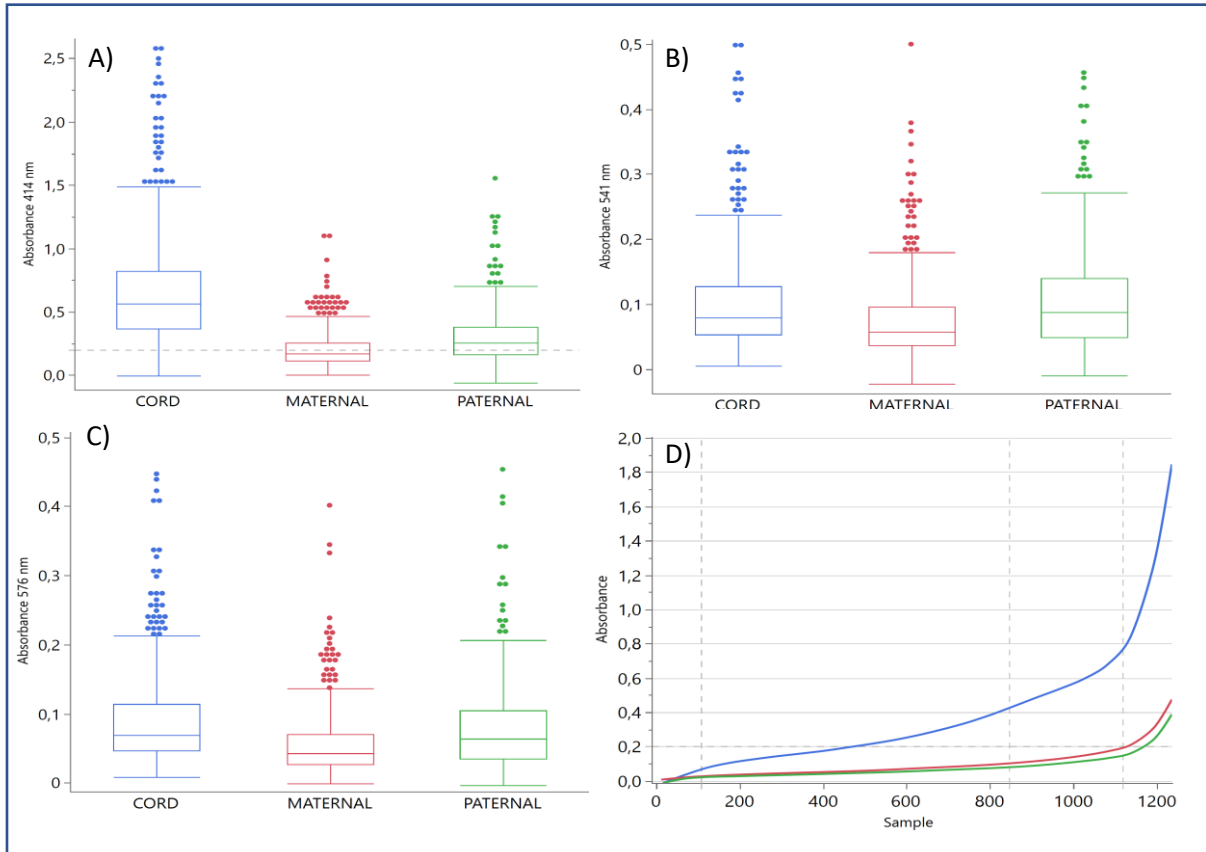 A)
Absorbance 414 nm
2,5
2,0
1,5
1,0
0,5
0,0
CORD MATERNAL PATERNAL
B)
Absorbance 541 nm
0,5
0,4
0,3
0,2
0,1
0
CORD MATERNAL PATERNAL
C)
Absorbance 576 nm
0,5
0,4
0,3
0,2
0,1
0
CORD MATERNAL PATERNAL
D)
Absorbance
2,0
1,8
1,6
1,4
1,2
1,0
0,8
0,6
0,4
0,2
0,0
0 200 400 600 800 1000 1200
Sample